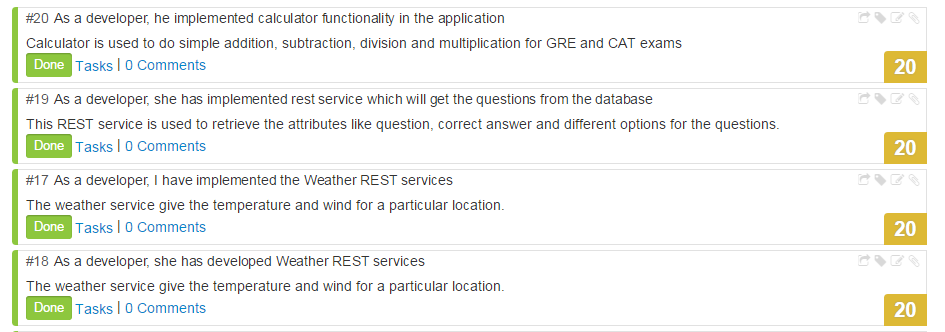 #20 As a developer, he implemented calculator functionality in the application
Calculator is used to do simple addition, subtraction, division and multiplication for GRE and CAT exams
Done Tasks | 0 Comments
20
#19 As a developer, she has implemented rest service which will get the questions from the database
This REST service is used to retrieve the attributes like question, correct answer and different options for the questions.
Done Tasks | 0 Comments
20
#17 As a developer, I have implemented the Weather REST services
The weather service give the temperature and wind for a particular location.
Done Tasks | 0 Comments
20
#18 As a developer, she has developed Weather REST services
The weather service give the temperature and wind for a particular location.
Done Tasks | 0 Comments
20